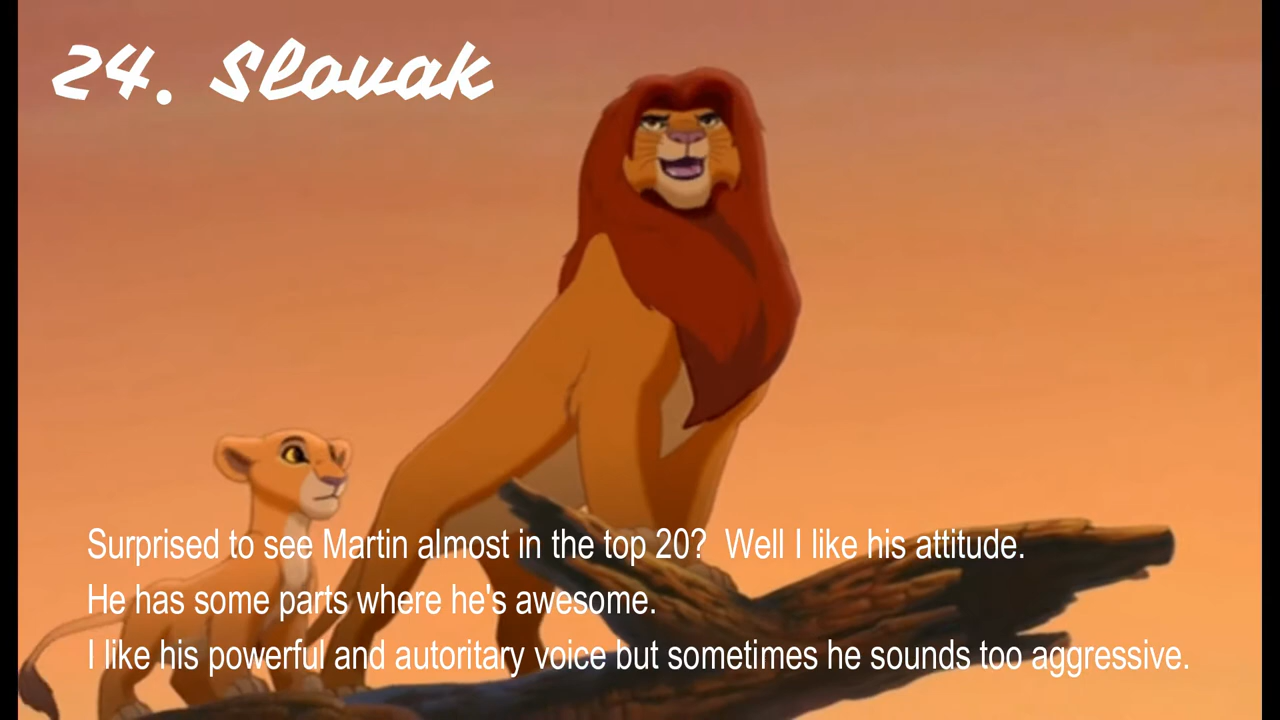 24. Slovak
Surprised to see Martin almost in the top 20?  Well I like his attitude.
He has some parts where he's awesome.
I like his powerful and autoritary voice but sometimes he sounds too aggressive.